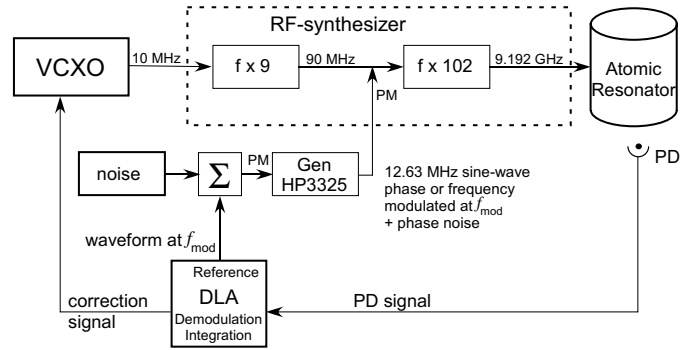 RF-synthesizer
VCXO
10 MHz
f x 9
90 MHz
f x 102
9.192 GHz
Atomic
Resonator
PM
PD
noise
Σ
PM
Gen
HP3325
12.63 MHz sine-wave
phase or frequency
modulated at fmod
+ phase noise
waveform at fmod
Reference
DLA
Demodulation
Integration
correction
signal
PD signal